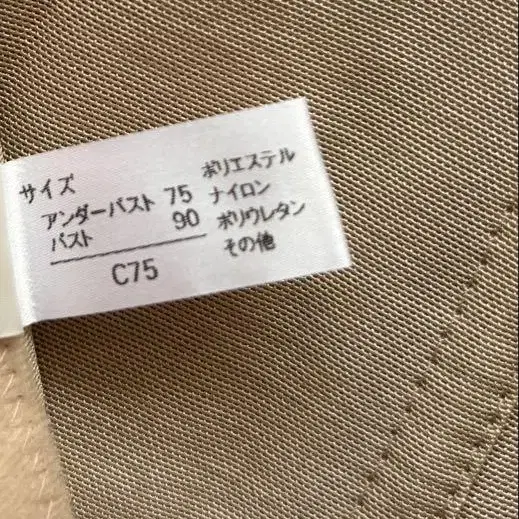 サイズ
アンダーバスト 75
バスト 90
C75
ポリエステル
ナイロン
ポリウレタン
その他